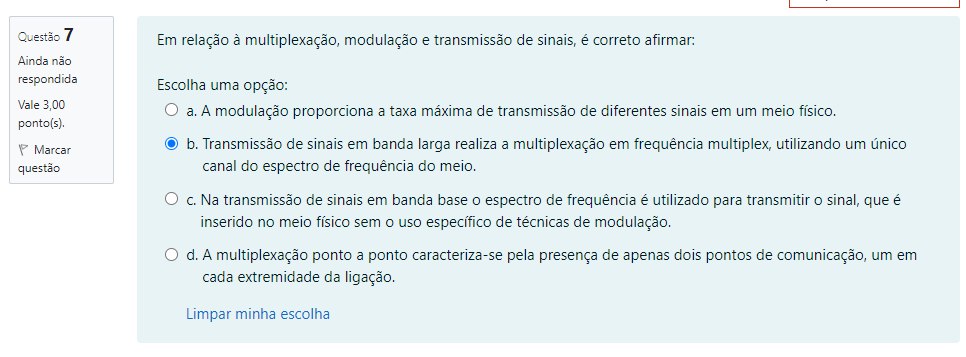 Questão 7
Ainda não
respondida
Vale 3,00
ponto(s).
Marcar
questão
Em relação à multiplexação, modulação e transmissão de sinais, é correto afirmar:
Escolha uma opção:
a. A modulação proporciona a taxa máxima de transmissão de diferentes sinais em um meio físico.
b. Transmissão de sinais em banda larga realiza a multiplexação em frequência multiplex, utilizando um único
canal do espectro de frequência do meio.
c. Na transmissão de sinais em banda base o espectro de frequência é utilizado para transmitir o sinal, que é
inserido no meio físico sem o uso específico de técnicas de modulação.
d. A multiplexação ponto a ponto caracteriza-se pela presença de apenas dois pontos de comunicação, um em
cada extremidade da ligação.
Limpar minha escolha